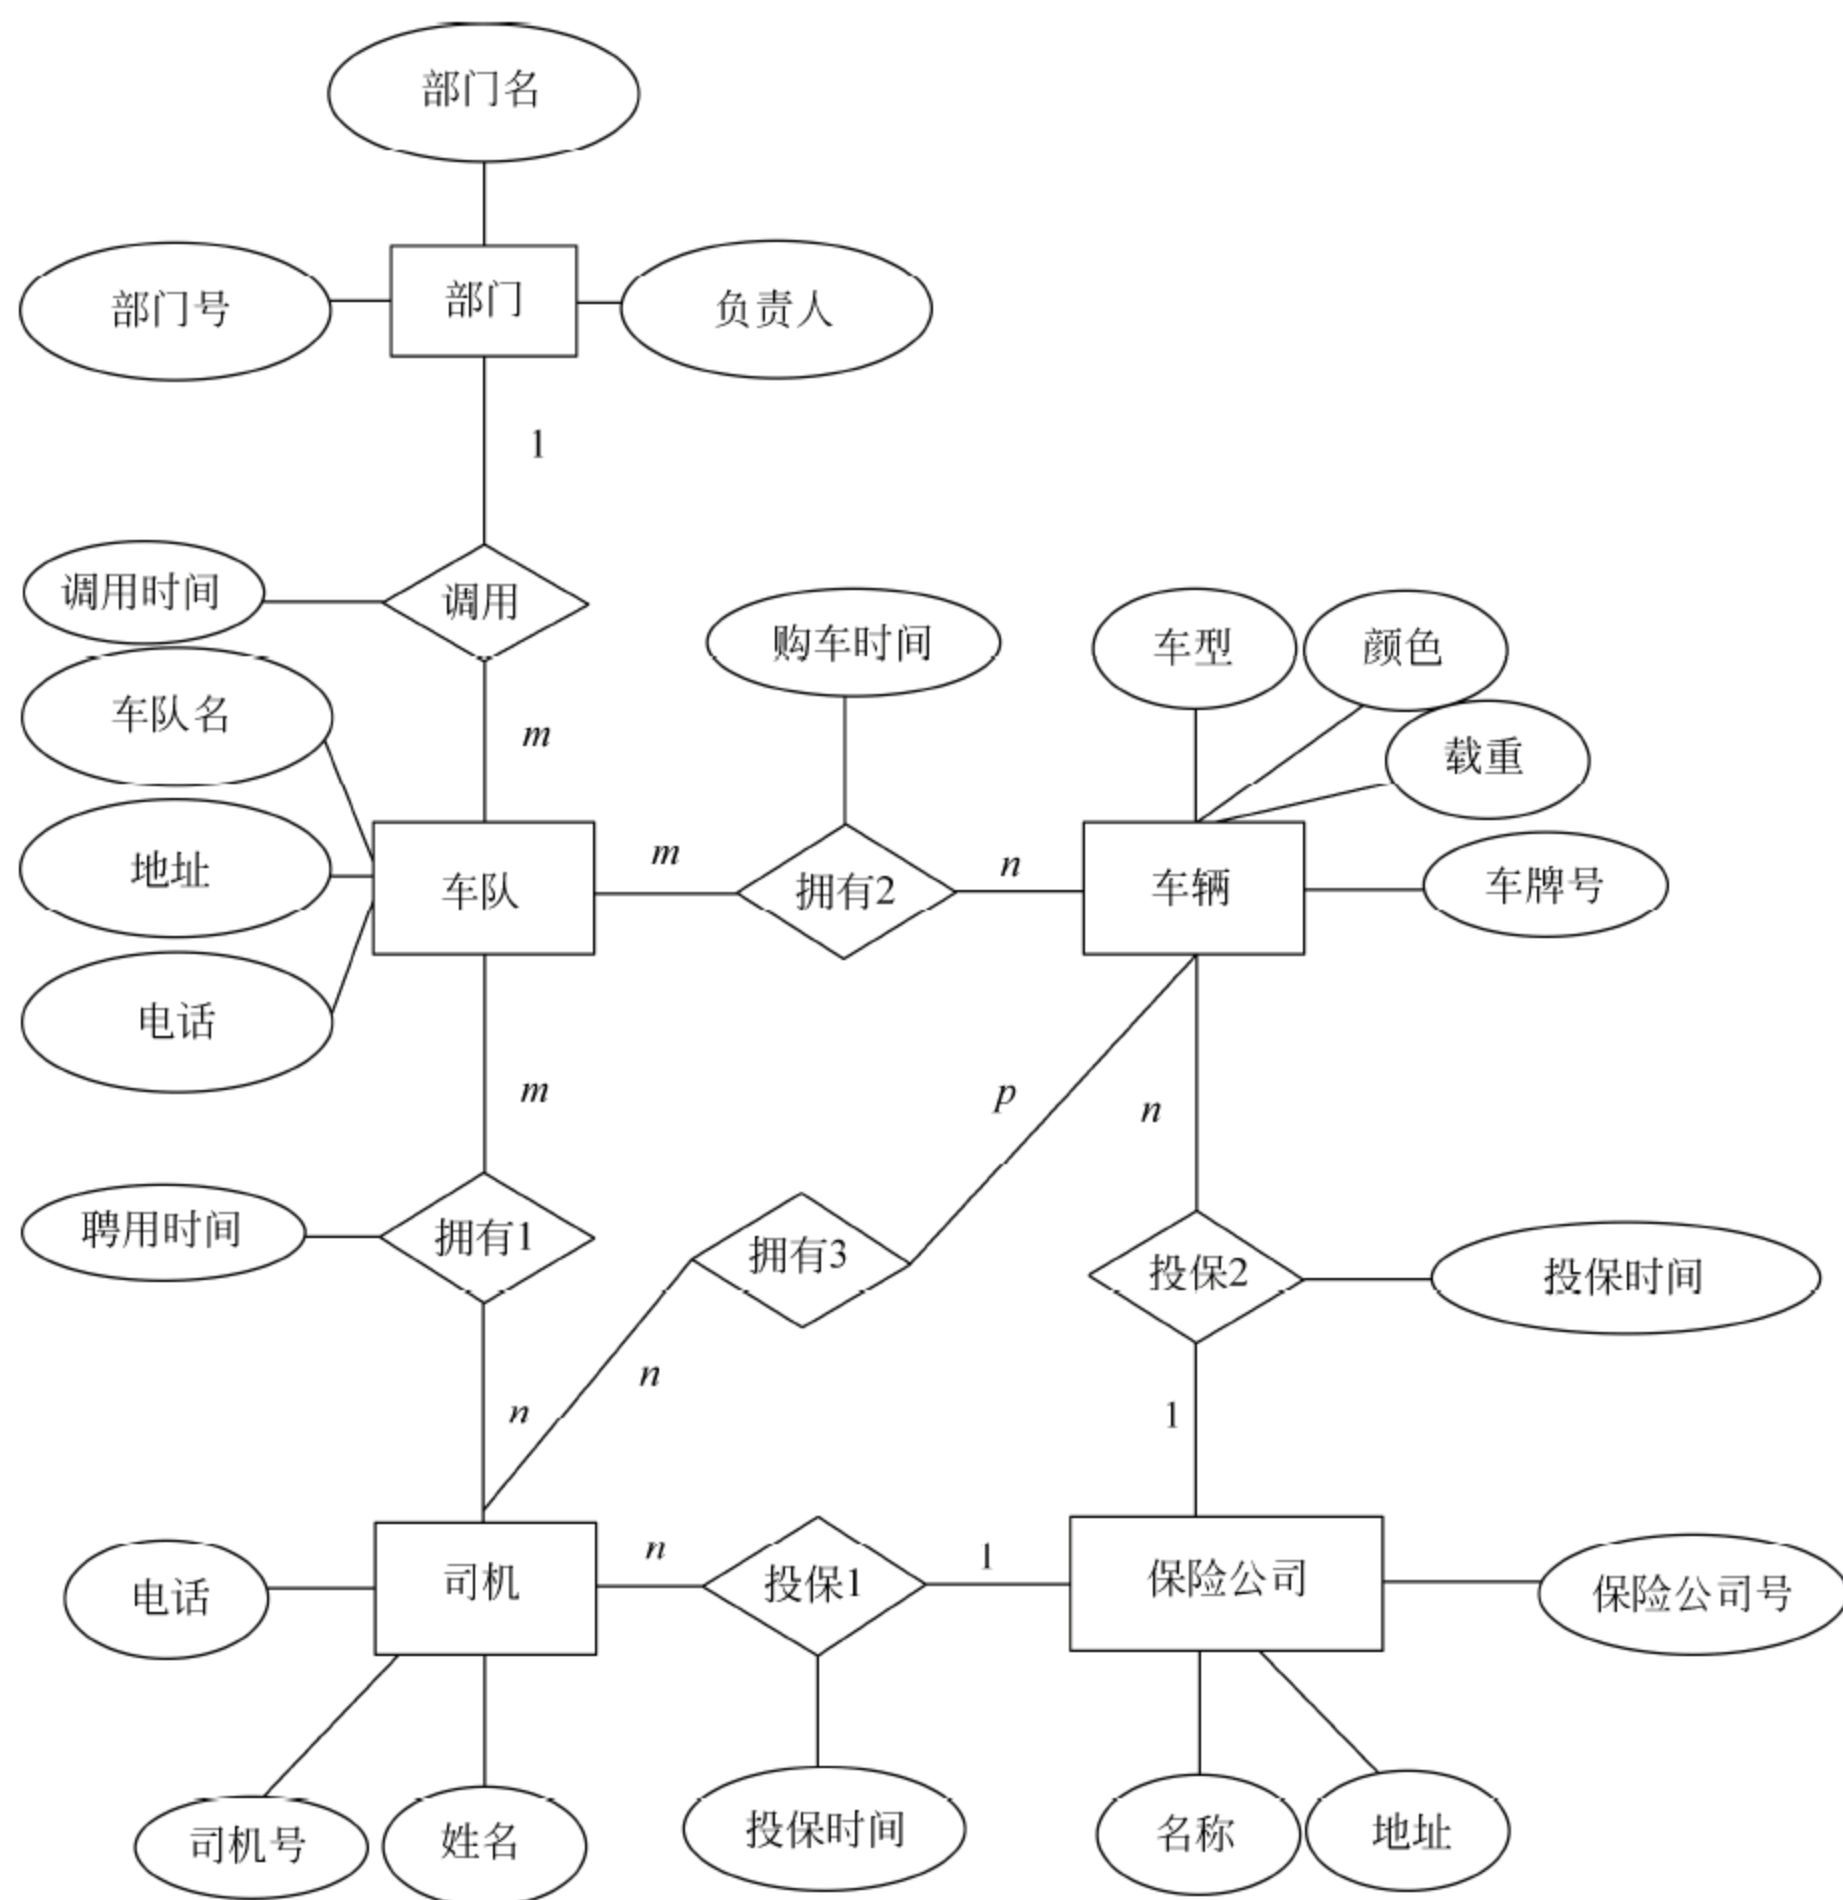 部门名
部门号
部门
负责人
1
调用时间
调用
车队名
m
购车时间
车型
颜色
载重
地址
车队
m
拥有2
n
车辆
车牌号
电话
m
p
n
聘用时间
拥有1
拥有3
投保2
投保时间
n
n
1
电话
司机
n
投保1
1
保险公司
保险公司号
司机号
姓名
投保时间
名称
地址